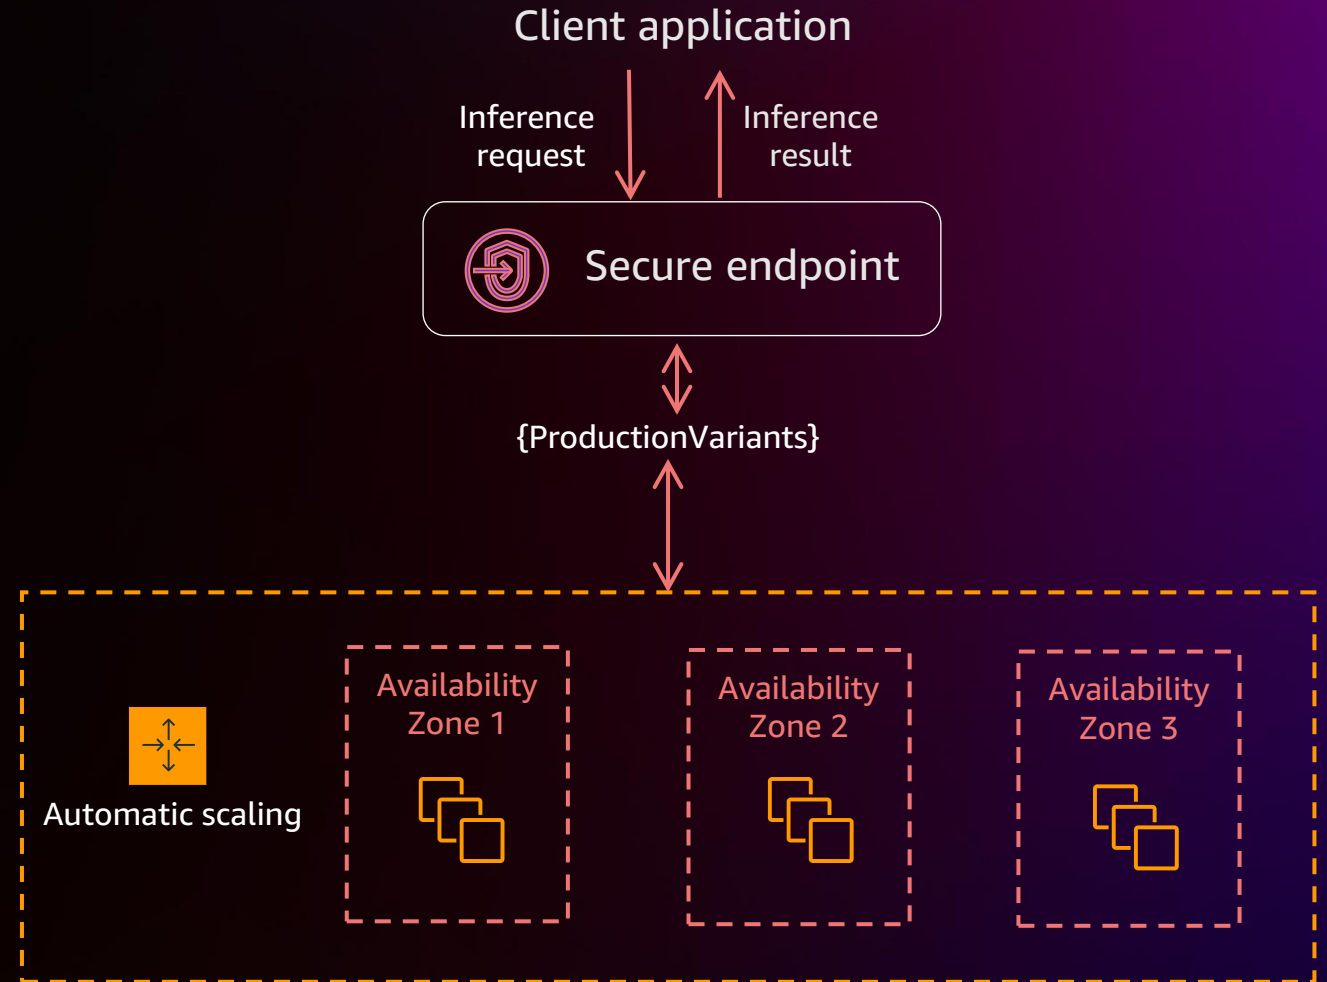 Client application
Inference
request
Inference
result
Secure endpoint
{ProductionVariants}
Availability
Zone 1
Availability
Zone 2
Availability
Zone 3
Automatic scaling